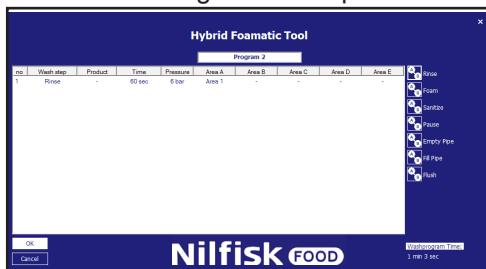 ×
Hybrid Foamatic Tool
Program 2
no Wash step Product Time Pressure Area A Area B Area C Area D Area E
1 Rinse - 60 sec 6 bar Area 1 - - - -
Rinse
Foam
Sanitize
Pause
Empty Pipe
Fill Pipe
Flush
OK
Cancel
Nilfisk FOOD
Washprogram Time:
1 min 3 sec